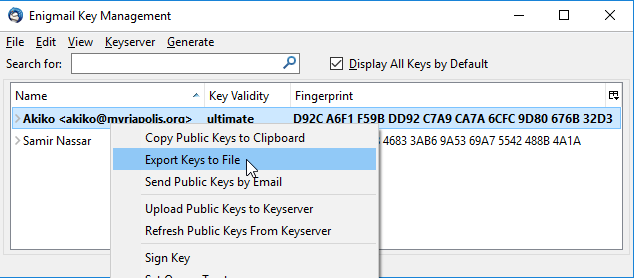 Enigmail Key Management
File Edit View Keyserver Generate
Search for: Display All Keys by Default
Name Key Validity Fingerprint
Akiko <akiko@myriapolis.org> ultimate D92C A6F1 F59B DD92 C7A9 CA7A 6CFC 9D80 676B 32D3
Samir Nassar 4683 3AB6 9A53 69A7 5542 488B 4A1A
Copy Public Keys to Clipboard
Export Keys to File
Send Public Keys by Email
Upload Public Keys to Keyserver
Refresh Public Keys From Keyserver
Sign Key